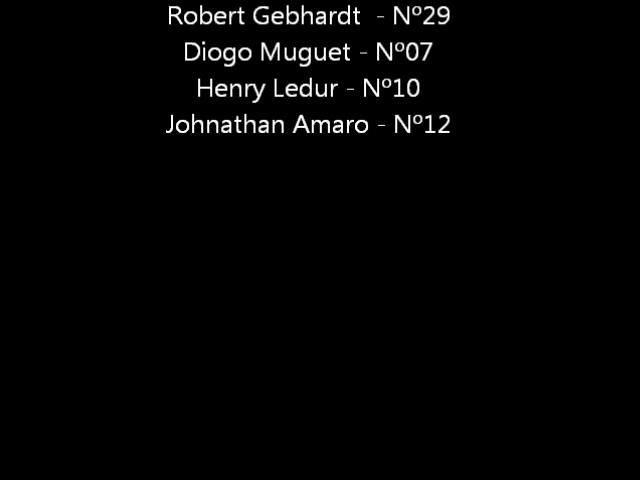 Robert Gebhardt  - Nº29
Diogo Muguet - Nº07
Henry Ledur - Nº10
Johnathan Amaro - Nº12